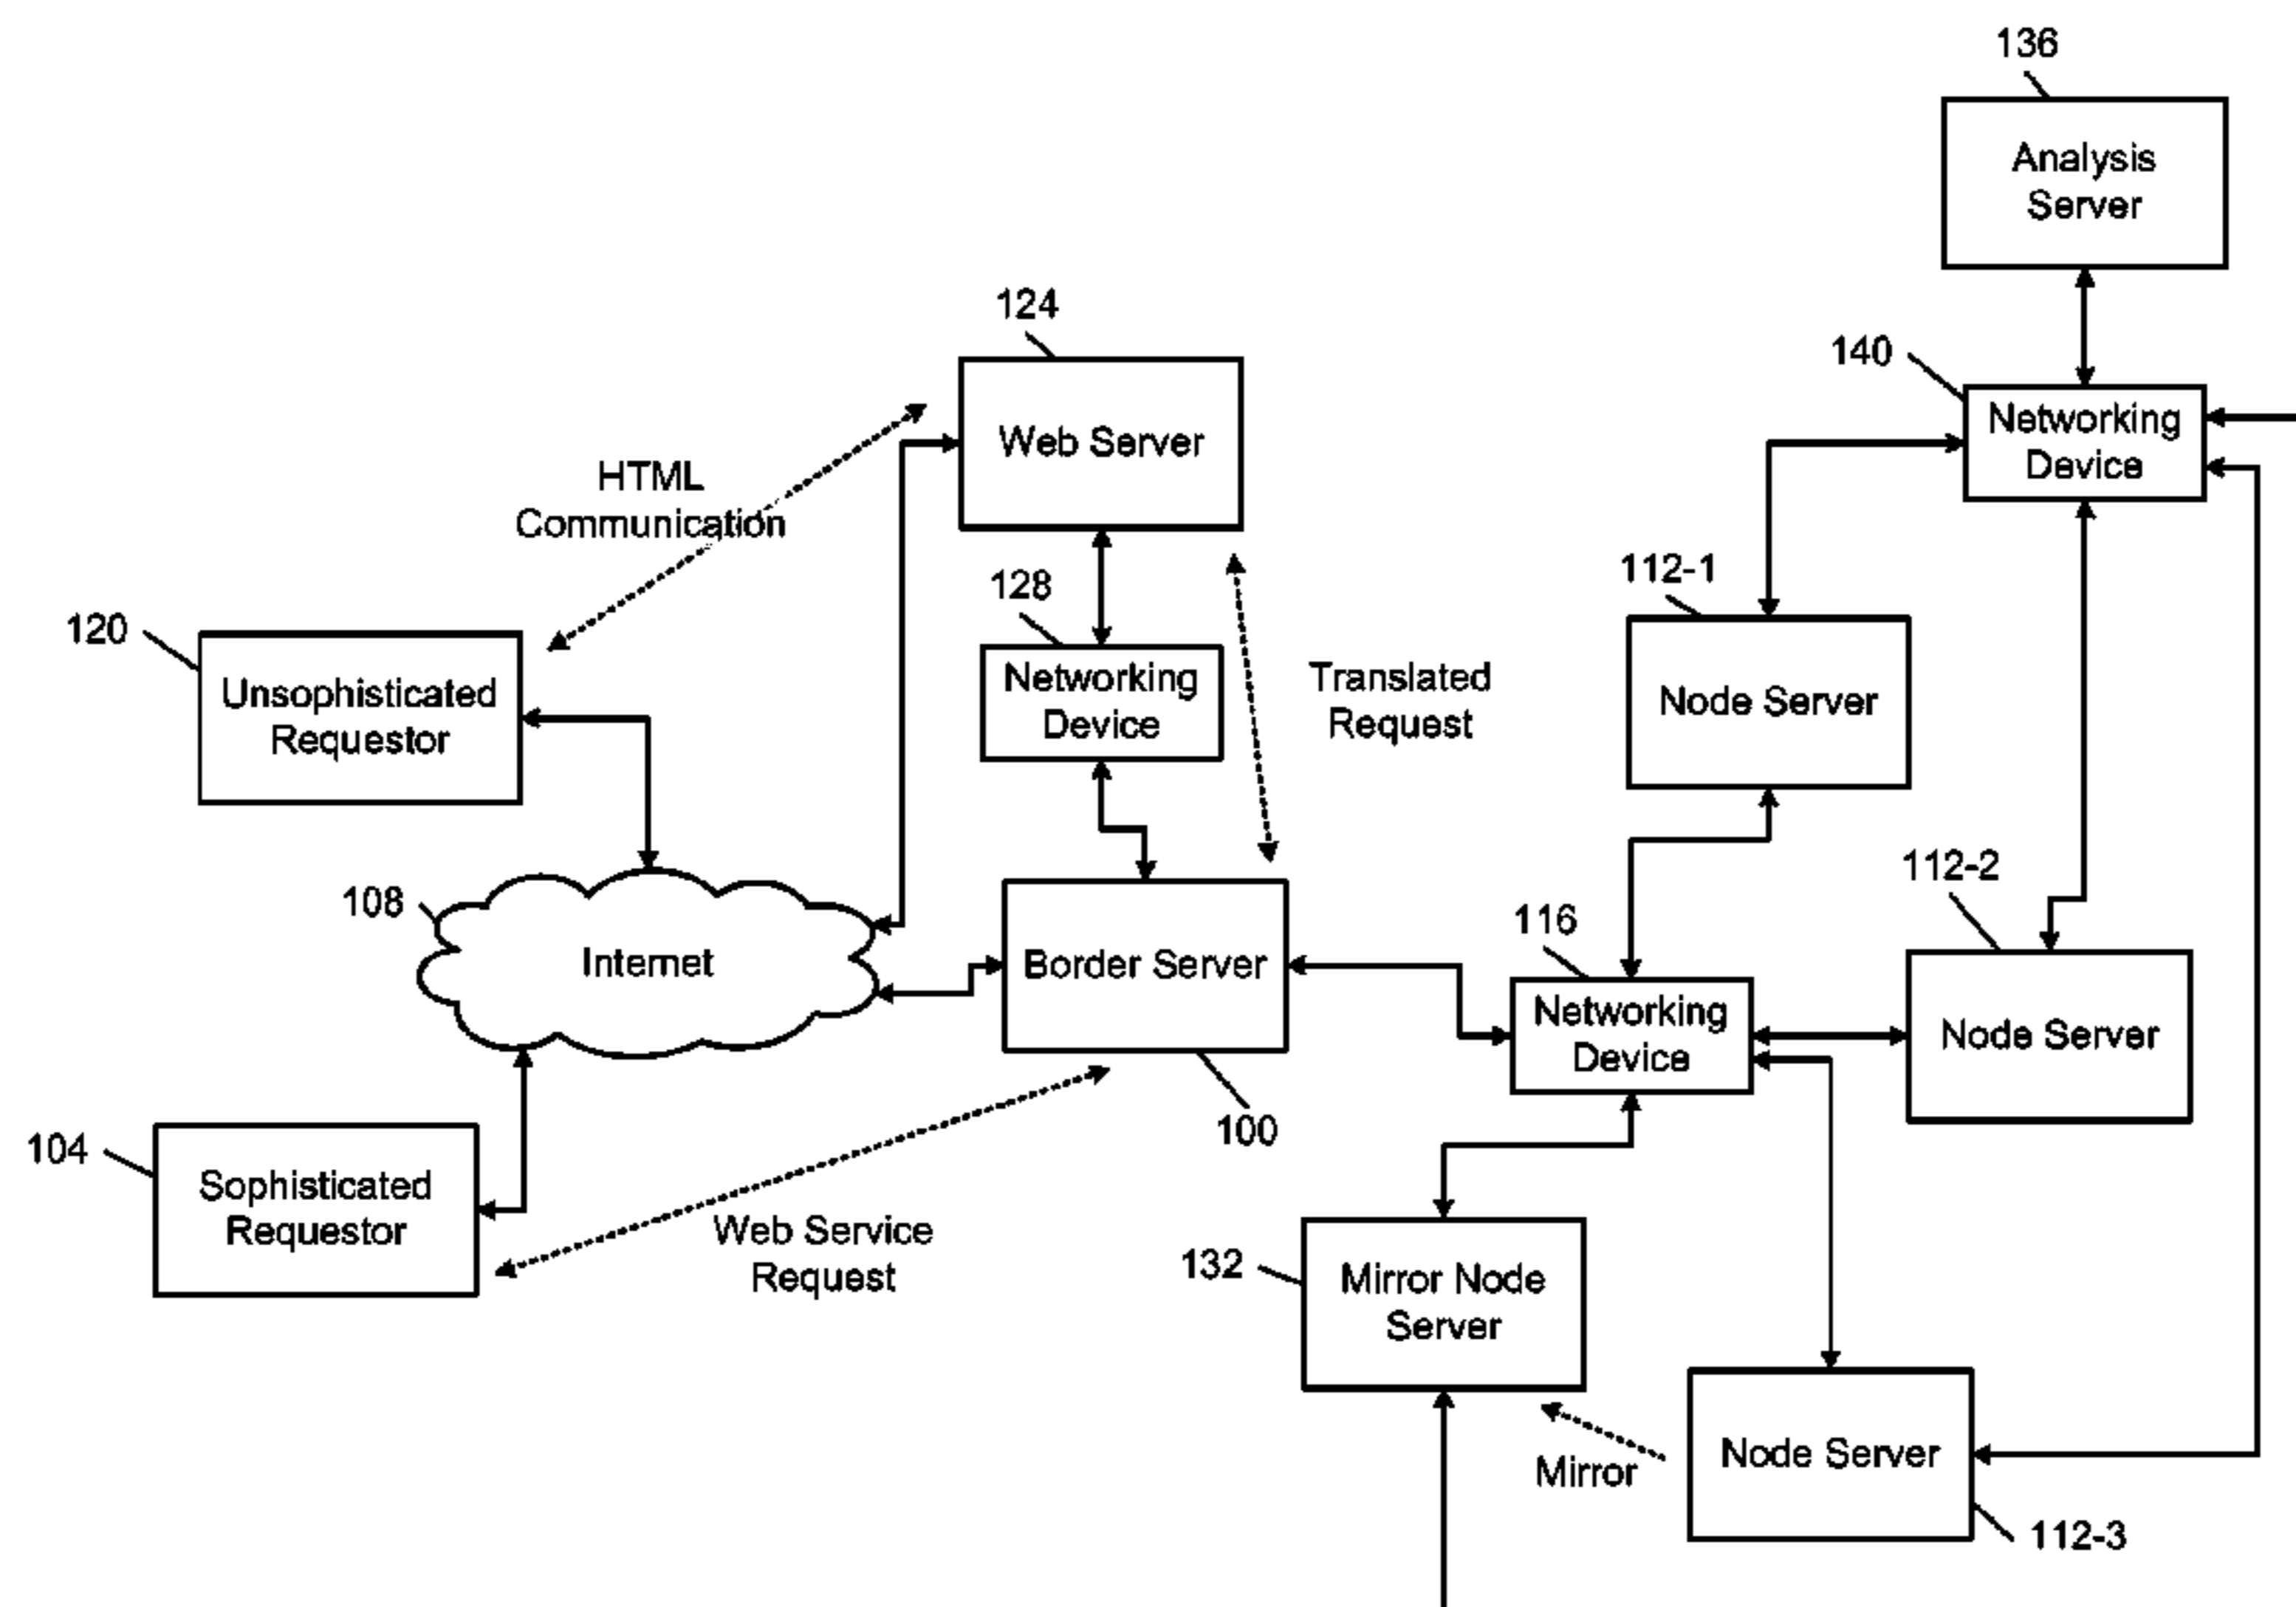 136
Analysis
Server
124
140
Networking
Device
Web Server
HTML
Communication
112-1
128
120
Unsophisticated
Requestor
Networking
Device
Translated
Request
Node Server
112-2
108
116
Internet
Border Server
Networking
Device
Node Server
100
104
Sophisticated
Requestor
Web Service
Request
132
Mirror Node
Server
Mirror
Node Server
112-3